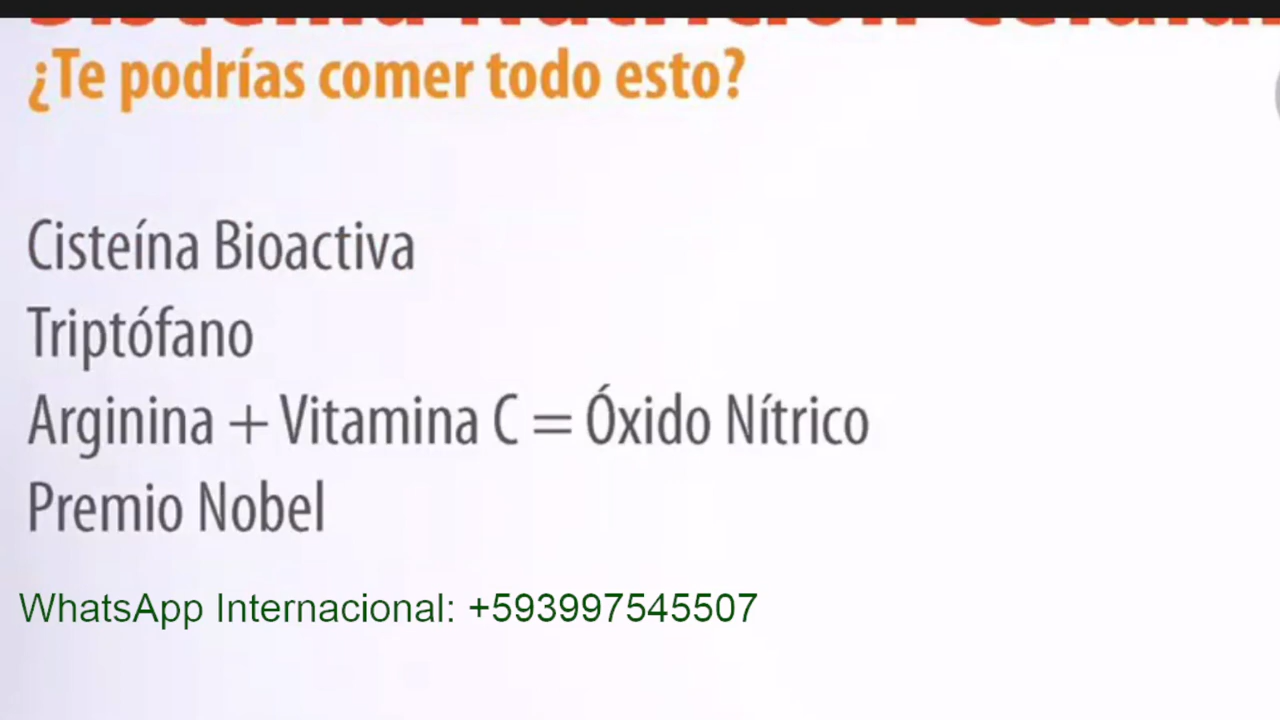 ¿Te podrías comer todo esto?
Cisteína Bioactiva
Triptófano
Arginina + Vitamina C = Óxido Nítrico
Premio Nobel
WhatsApp Internacional: +593997545507